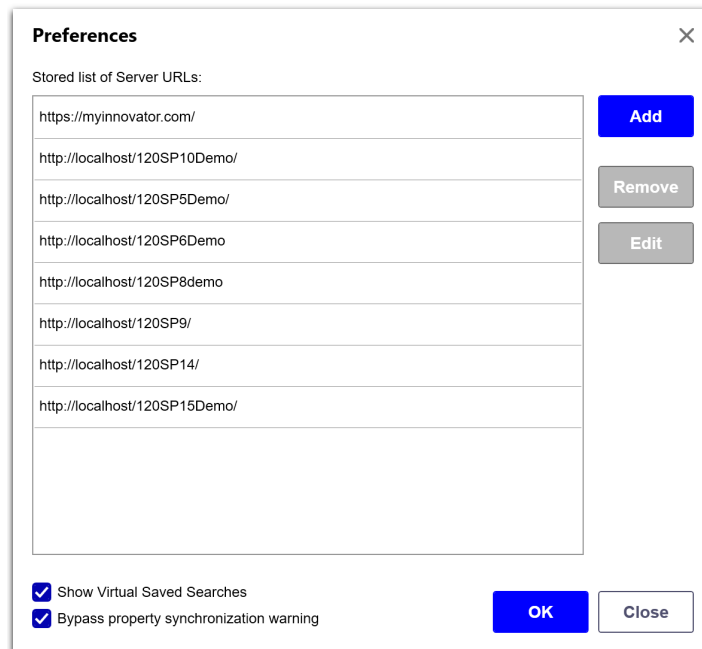 Preferences
Stored list of Server URLs:
https://myinnovator.com/
Add
http://localhost/120SP10Demo/
http://localhost/120SP5Demo/
Remove
http://localhost/120SP6Demo
Edit
http://localhost/120SP8demo
http://localhost/120SP9/
http://localhost/120SP14/
http://localhost/120SP15Demo/
Show Virtual Saved Searches
Bypass property synchronization warning
OK
Close